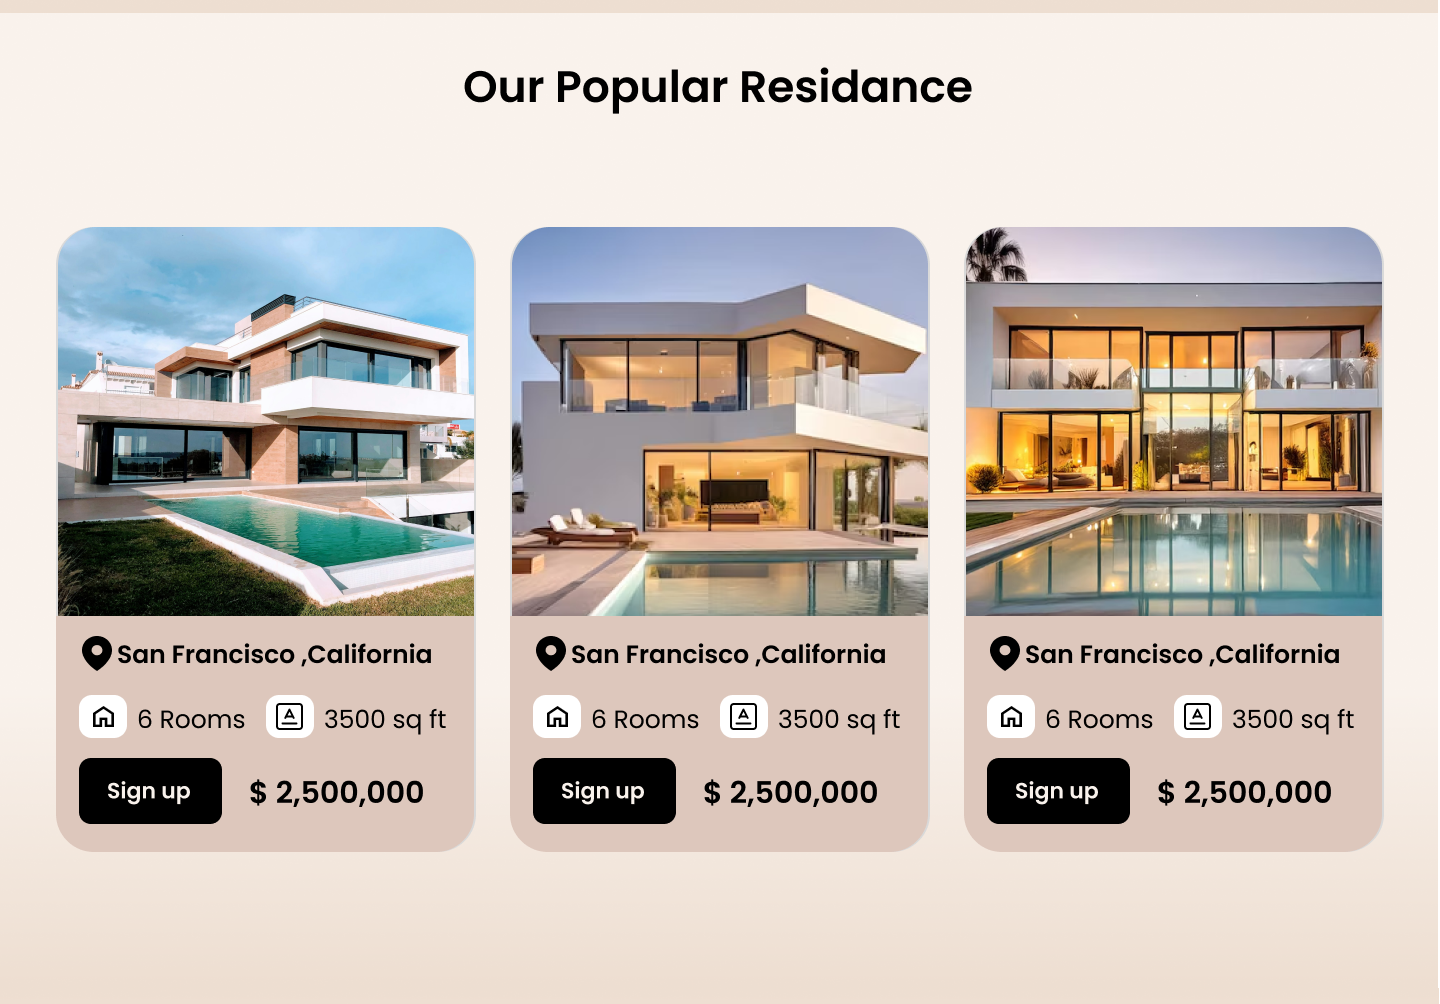 Our Popular Residance
San Francisco ,California
6 Rooms
3500 sq ft
Sign up
$ 2,500,000
San Francisco ,California
6 Rooms
3500 sq ft
Sign up
$ 2,500,000
San Francisco ,California
6 Rooms
3500 sq ft
Sign up
$ 2,500,000